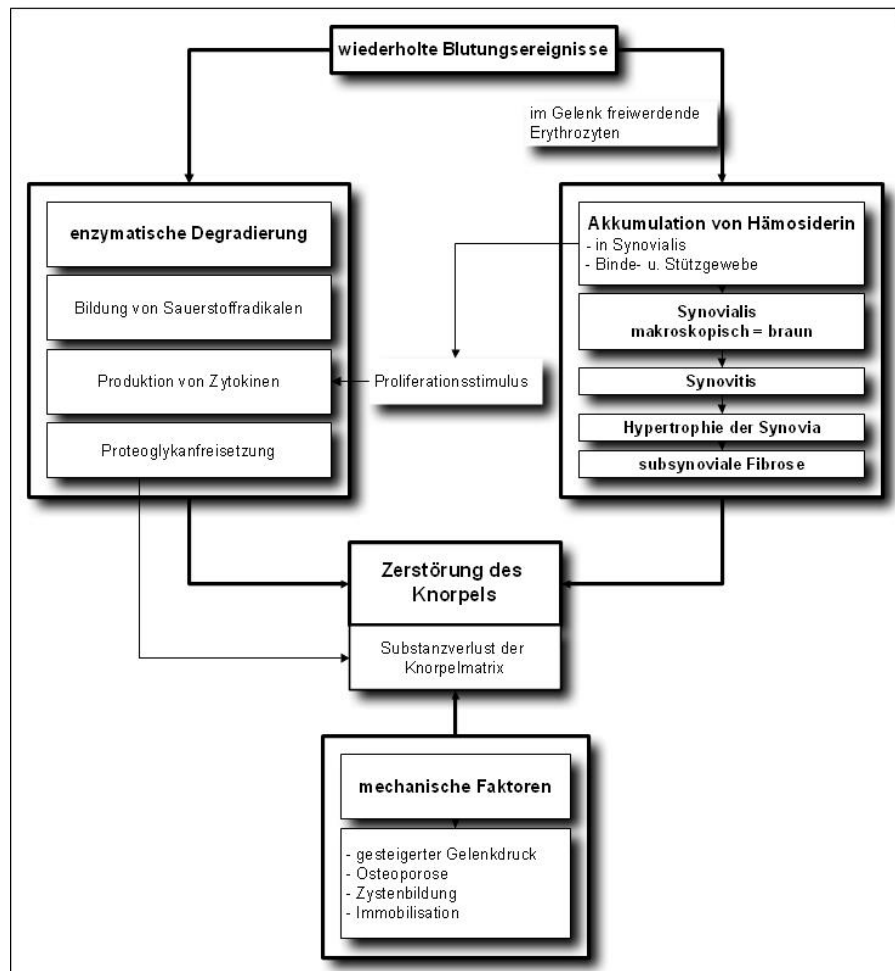 wiederholte Blutungsereignisse
im Gelenk freiwerdende
Erythrozyten
enzymatische Degradierung
Bildung von Sauerstoffradikalen
Produktion von Zytokinen
Proteoglykanfreisetzung
Proliferationsstimulus
Akkumulation von Hämosiderin
- in Synovialis
- Binde- u. Stützgewebe
Synovialis
makroskopisch = braun
Synovitis
Hypertrophie der Synovia
subsynoviale Fibrose
Zerstörung des
Knorpels
Substanzverlust der
Knorpelmatrix
mechanische Faktoren
- gesteigerter Gelenkdruck
- Osteoporose
- Zystenbildung
- Immobilisation